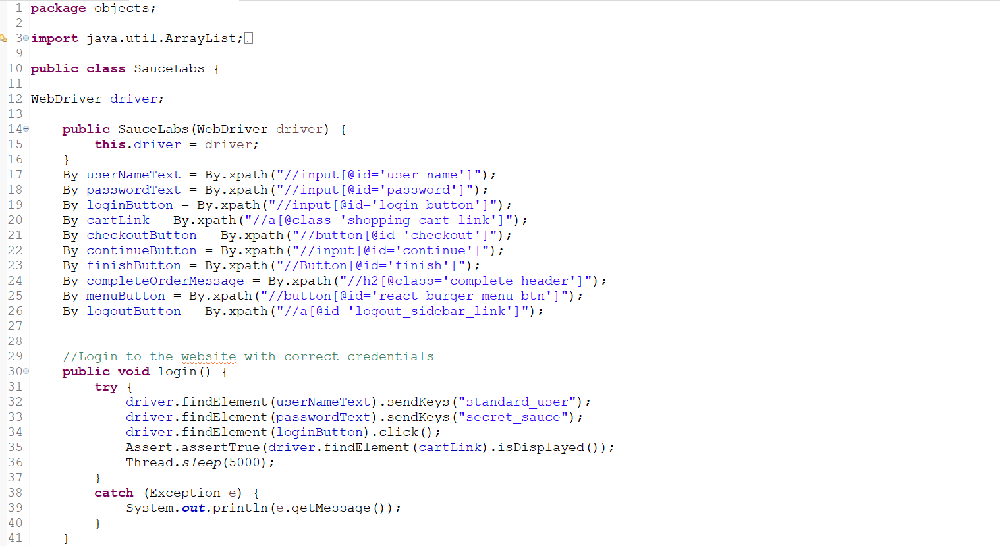 1 package objects;
2
3 import java.util.ArrayList;
9
10 public class SauceLabs {
11
12 WebDriver driver;
13
14     public SauceLabs(WebDriver driver) {
15         this.driver = driver;
16     }
17     By userNameText = By.xpath("//input[@id='user-name']");
18     By passwordText = By.xpath("//input[@id='password']");
19     By loginButton = By.xpath("//input[@id='login-button']");
20     By cartLink = By.xpath("//a[@class='shopping_cart_link']");
21     By checkoutButton = By.xpath("//button[@id='checkout']");
22     By continueButton = By.xpath("//input[@id='continue']");
23     By finishButton = By.xpath("//Button[@id='finish']");
24     By completeOrderMessage = By.xpath("//h2[@class='complete-header']");
25     By menuButton = By.xpath("//button[@id='react-burger-menu-btn']");
26     By logoutButton = By.xpath("//a[@id='logout_sidebar_link']");
27
28
29     //Login to the website with correct credentials
30     public void login() {
31         try {
32             driver.findElement(userNameText).sendKeys("standard_user");
33             driver.findElement(passwordText).sendKeys("secret_sauce");
34             driver.findElement(loginButton).click();
35             Assert.assertTrue(driver.findElement(cartLink).isDisplayed());
36             Thread.sleep(5000);
37         }
38         catch (Exception e) {
39             System.out.println(e.getMessage());
40         }
41     }